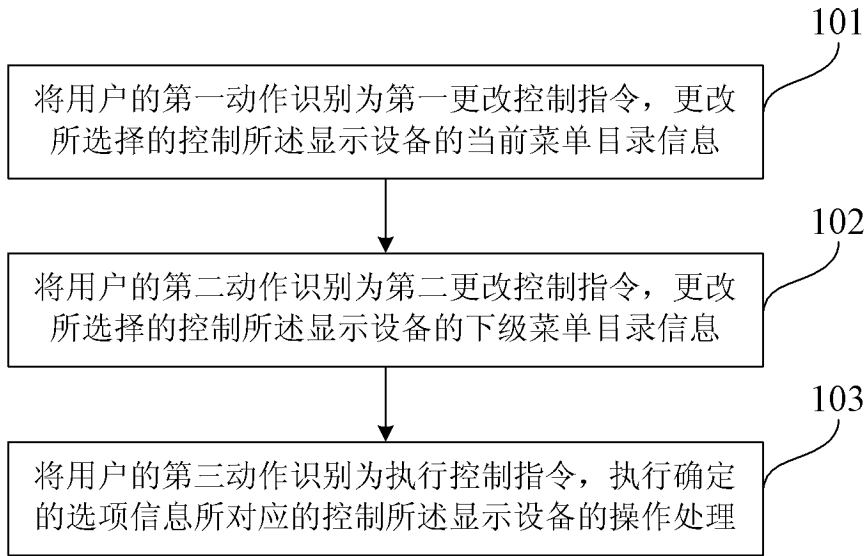 101
将用户的第一动作识别为第一更改控制指令，更改
所选择的控制所述显示设备的当前菜单目录信息
102
将用户的第二动作识别为第二更改控制指令，更改
所选择的控制所述显示设备的下级菜单目录信息
103
将用户的第三动作识别为执行控制指令，执行确定
的选项信息所对应的控制所述显示设备的操作处理